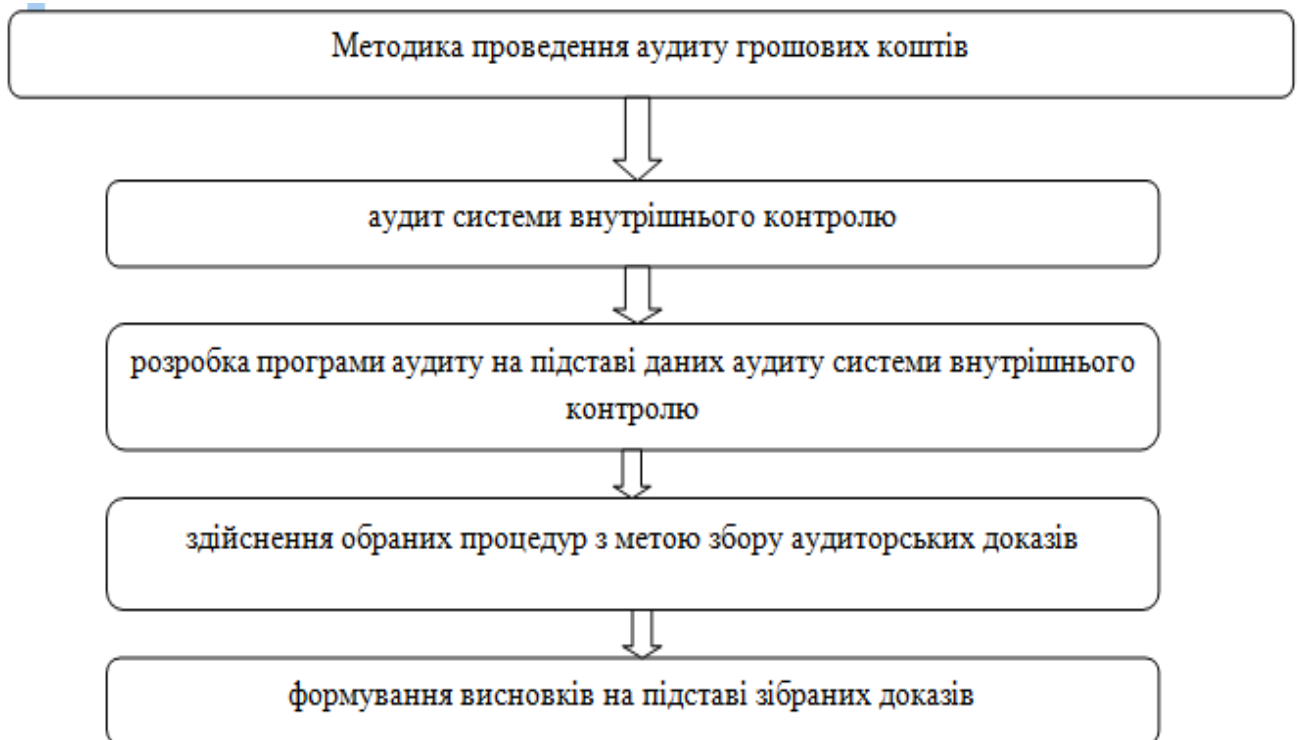 Методика проведення аудиту грошових коштів
аудит системи внутрішнього контролю
розробка програми аудиту на підставі даних аудиту системи внутрішнього
контролю
здійснення обраних процедур з метою збору аудиторських доказів
формування висновків на підставі зібраних доказів